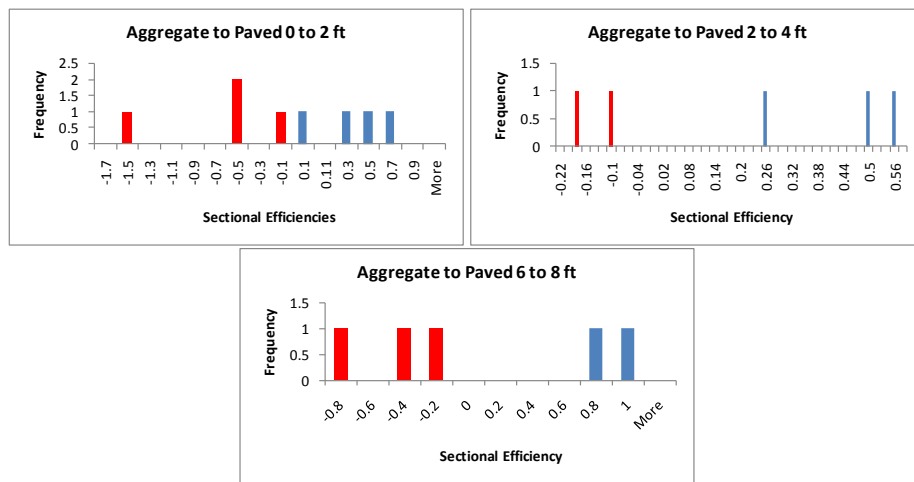 Aggregate to Paved 0 to 2 ft
Frequency
2.5
2
1.5
1
0.5
0
-1.7 -1.5 -1.3 -1.1 -0.9 -0.7 -0.5 -0.3 -0.1 0.1 0.11 0.3 0.5 0.7 0.9 More
Sectional Efficiencies
Aggregate to Paved 2 to 4 ft
Frequency
1.5
1
0.5
0
-0.22 -0.16 -0.1 -0.04 0.02 0.08 0.14 0.2 0.26 0.32 0.38 0.44 0.5 0.56
Sectional Efficiency
Aggregate to Paved 6 to 8 ft
Frequency
1.5
1
0.5
0
-0.8 -0.6 -0.4 -0.2 0 0.2 0.4 0.6 0.8 1 More
Sectional Efficiency